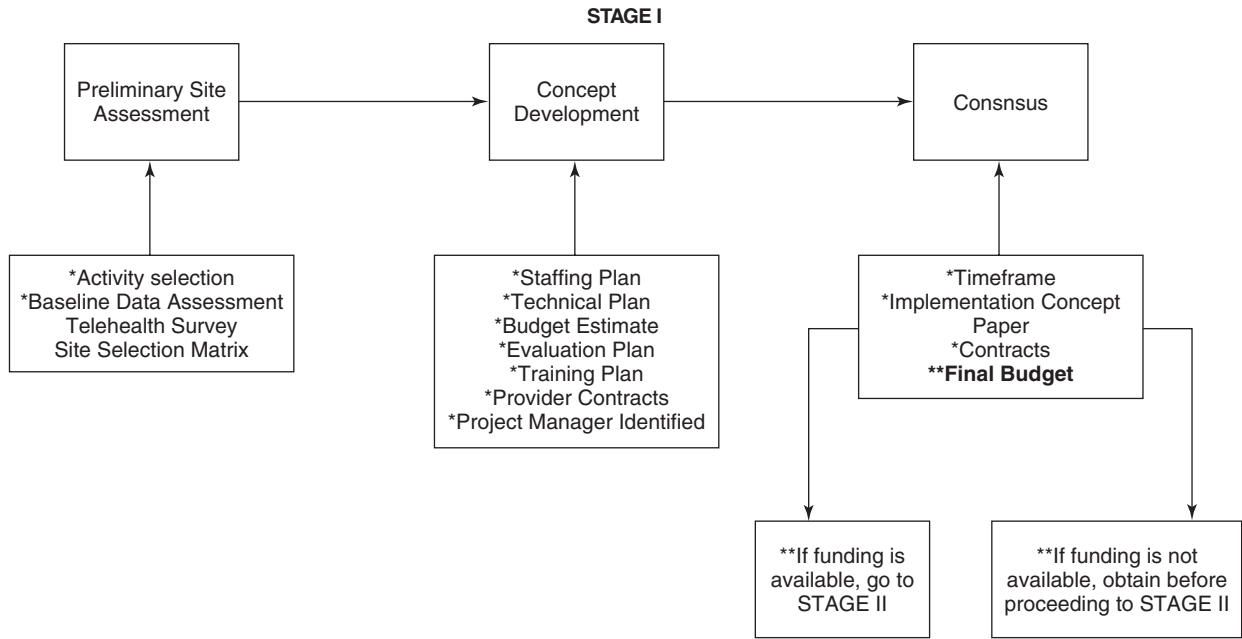 STAGE I
Preliminary Site
Assessment
Concept
Development
Consnsus
*Activity selection
*Baseline Data Assessment
Telehealth Survey
Site Selection Matrix
*Staffing Plan
*Technical Plan
*Budget Estimate
*Evaluation Plan
*Training Plan
*Provider Contracts
*Project Manager Identified
*Timeframe
*Implementation Concept
Paper
*Contracts
**Final Budget
**If funding is
available, go to
STAGE II
**If funding is not
available, obtain before
proceeding to STAGE II